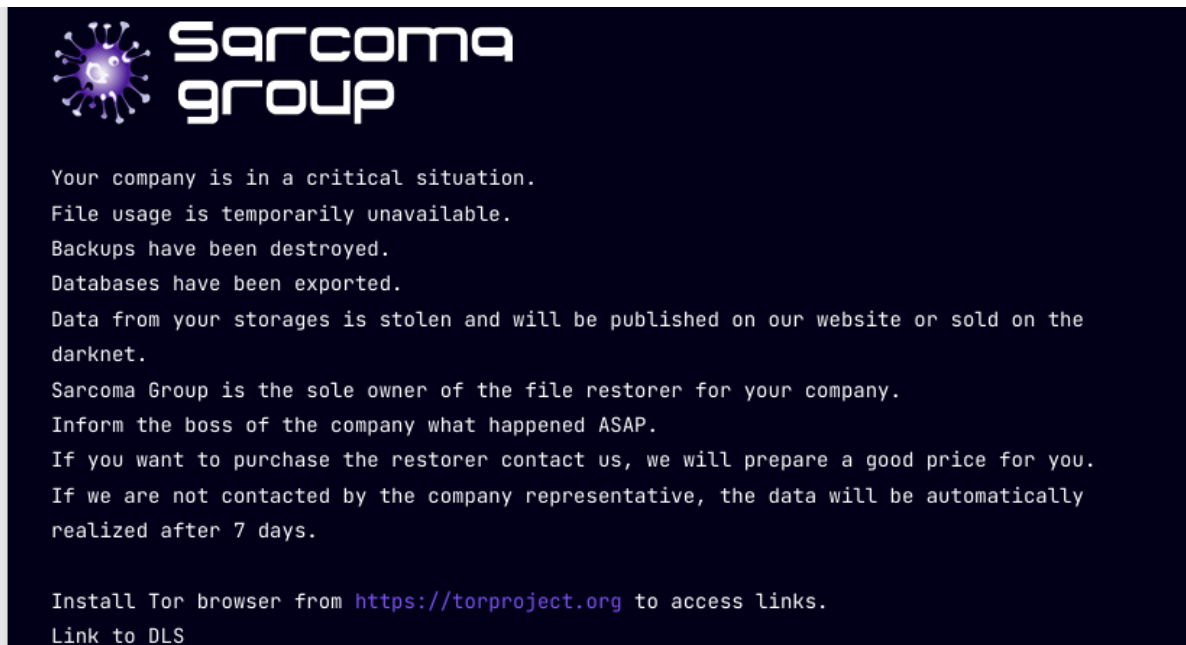 Sarcoma
group
Your company is in a critical situation.
File usage is temporarily unavailable.
Backups have been destroyed.
Databases have been exported.
Data from your storages is stolen and will be published on our website or sold on the
darknet.
Sarcoma Group is the sole owner of the file restorer for your company.
Inform the boss of the company what happened ASAP.
If you want to purchase the restorer contact us, we will prepare a good price for you.
If we are not contacted by the company representative, the data will be automatically
realized after 7 days.
Install Tor browser from https://torproject.org to access links.
Link to DLS